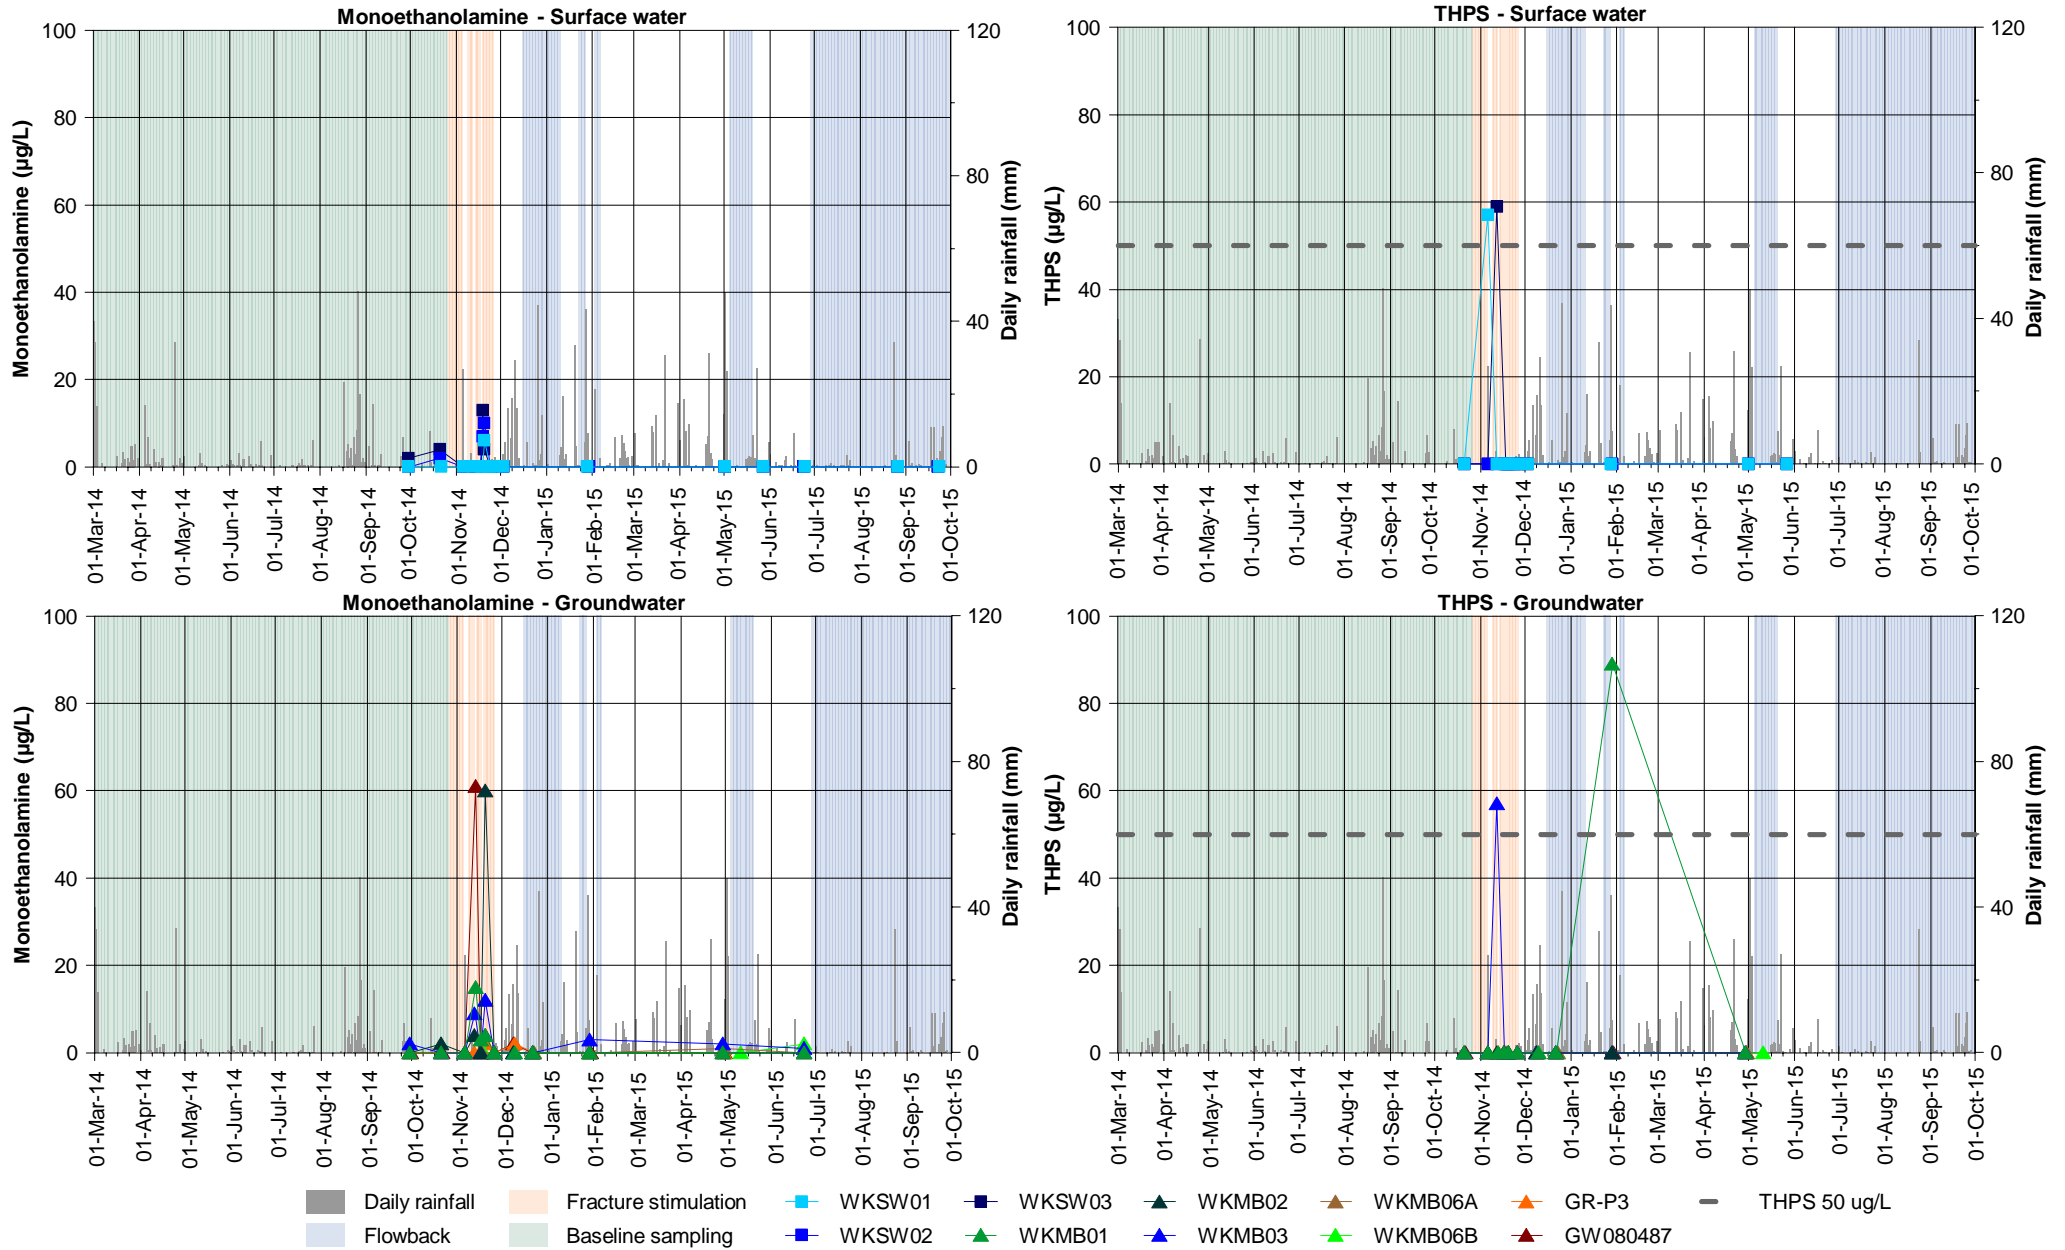 Monoethanolamine - Surface water
Monoethanolamine (µg/L)
100
80
60
40
20
0
120
80
40
0
Daily rainfall (mm)
01-Mar-14
01-Apr-14
01-May-14
01-Jun-14
01-Jul-14
01-Aug-14
01-Sep-14
01-Oct-14
01-Nov-14
01-Dec-14
01-Jan-15
01-Feb-15
01-Mar-15
01-Apr-15
01-May-15
01-Jun-15
01-Jul-15
01-Aug-15
01-Sep-15
01-Oct-15
THPS - Surface water
THPS (µg/L)
100
80
60
40
20
0
120
80
40
0
Daily rainfall (mm)
01-Mar-14
01-Apr-14
01-May-14
01-Jun-14
01-Jul-14
01-Aug-14
01-Sep-14
01-Oct-14
01-Nov-14
01-Dec-14
01-Jan-15
01-Feb-15
01-Mar-15
01-Apr-15
01-May-15
01-Jun-15
01-Jul-15
01-Aug-15
01-Sep-15
01-Oct-15
Monoethanolamine - Groundwater
Monoethanolamine (µg/L)
100
80
60
40
20
0
120
80
40
0
Daily rainfall (mm)
01-Mar-14
01-Apr-14
01-May-14
01-Jun-14
01-Jul-14
01-Aug-14
01-Sep-14
01-Oct-14
01-Nov-14
01-Dec-14
01-Jan-15
01-Feb-15
01-Mar-15
01-Apr-15
01-May-15
01-Jun-15
01-Jul-15
01-Aug-15
01-Sep-15
01-Oct-15
THPS - Groundwater
THPS (µg/L)
100
80
60
40
20
0
120
80
40
0
Daily rainfall (mm)
01-Mar-14
01-Apr-14
01-May-14
01-Jun-14
01-Jul-14
01-Aug-14
01-Sep-14
01-Oct-14
01-Nov-14
01-Dec-14
01-Jan-15
01-Feb-15
01-Mar-15
01-Apr-15
01-May-15
01-Jun-15
01-Jul-15
01-Aug-15
01-Sep-15
01-Oct-15
Daily rainfall
Fracture stimulation
WKSW01
WKSW03
WKMB02
WKMB06A
GR-P3
THPS 50 ug/L
Flowback
Baseline sampling
WKSW02
WKMB01
WKMB03
WKMB06B
GW080487